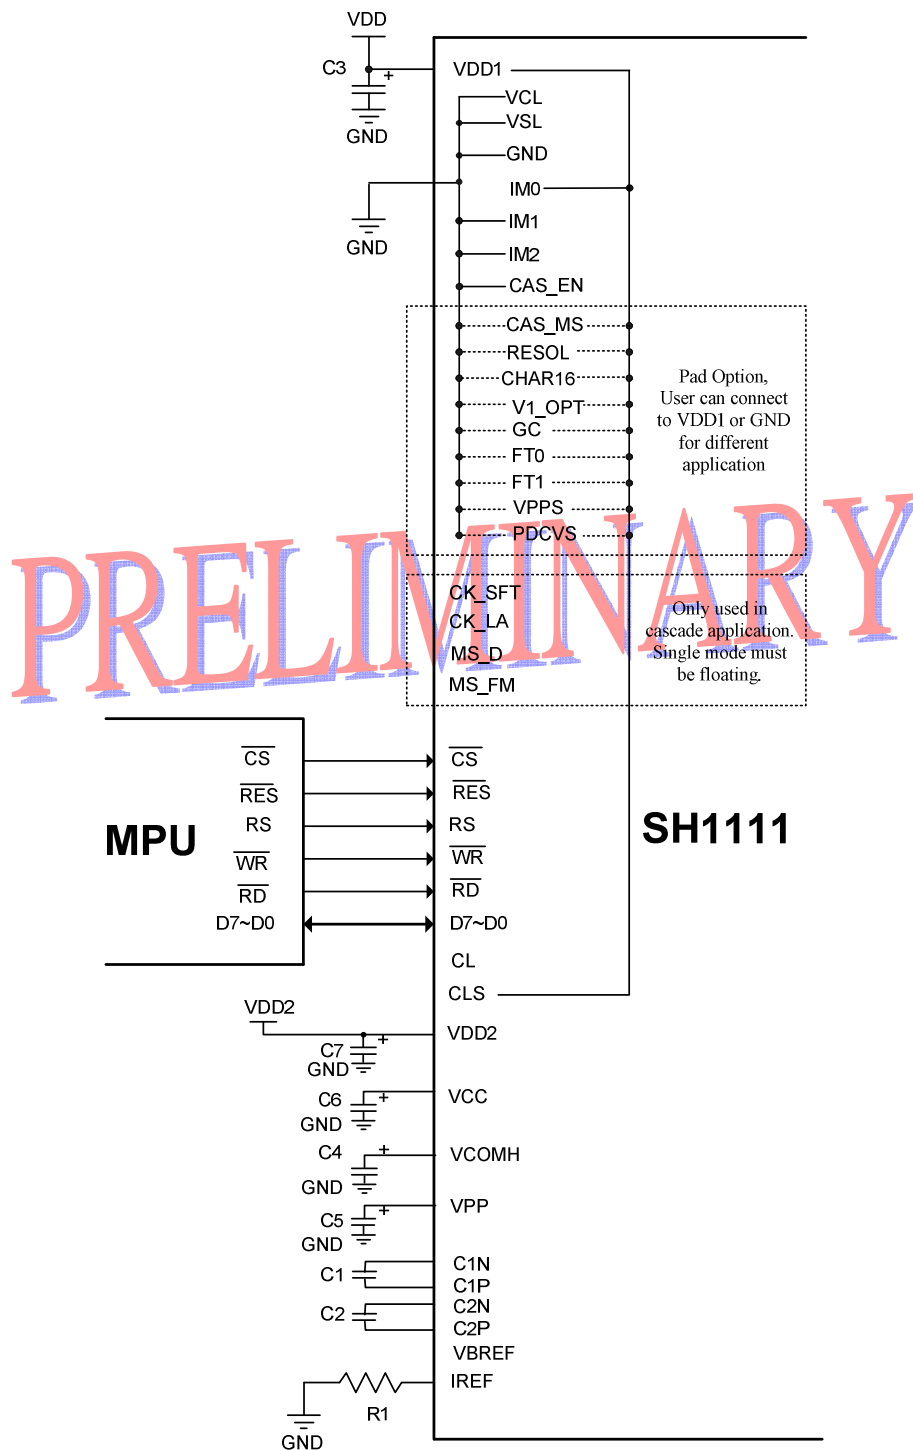 VDD
C3
+
GND
VDD1
VCL
VSL
GND
IM0
GND
IM1
IM2
CAS_EN
CAS_MS
RESOL
CHAR16
V1_OPT
GC
FT0
FT1
VPPS
PDCVS
Pad Option,
User can connect
to VDD1 or GND
for different
application
PRELIMINARY
CK_SFT
CK_LA
MS_D
MS_FM
Only used in
cascade application.
Single mode must
be floating.
MPU
CS
RES
RS
WR
RD
D7~D0
CS
RES
RS
WR
RD
D7~D0
SH1111
CL
CLS
VDD2
C7
+
GND
VDD2
C6
+
GND
VCC
C4
+
GND
VCOMH
C5
+
GND
VPP
C1
C1N
C1P
C2
C2N
C2P
VBREF
IREF
R1
GND